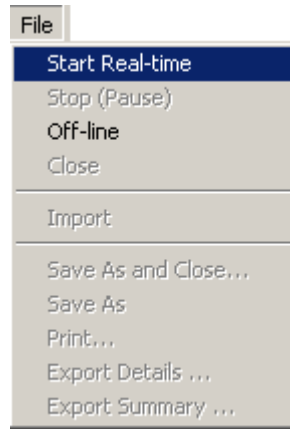 File
Start Real-time
Stop (Pause)
Off-line
Close
Import
Save As and Close...
Save As
Print...
Export Details ...
Export Summary ...